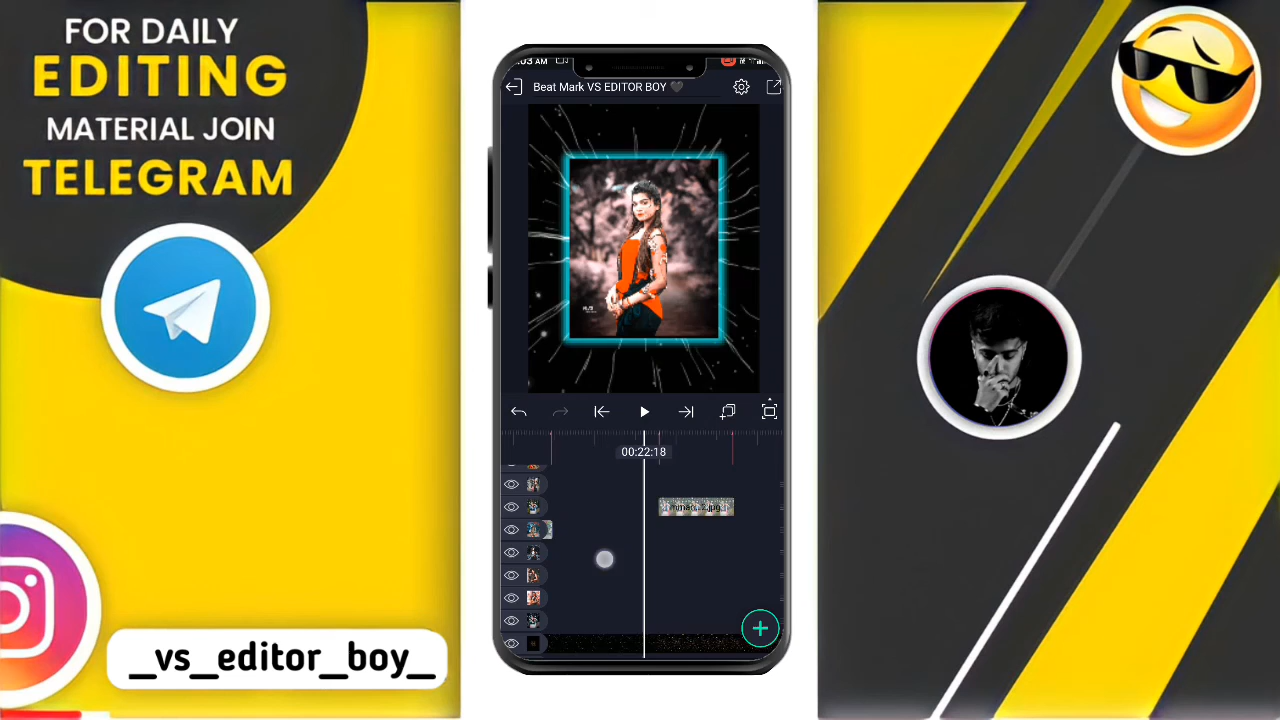 FOR DAILY
EDITING
MATERIAL JOIN
TELEGRAM
_vs_editor_boy_
Beat Mark VS EDITOR BOY 🖤
00:22:18